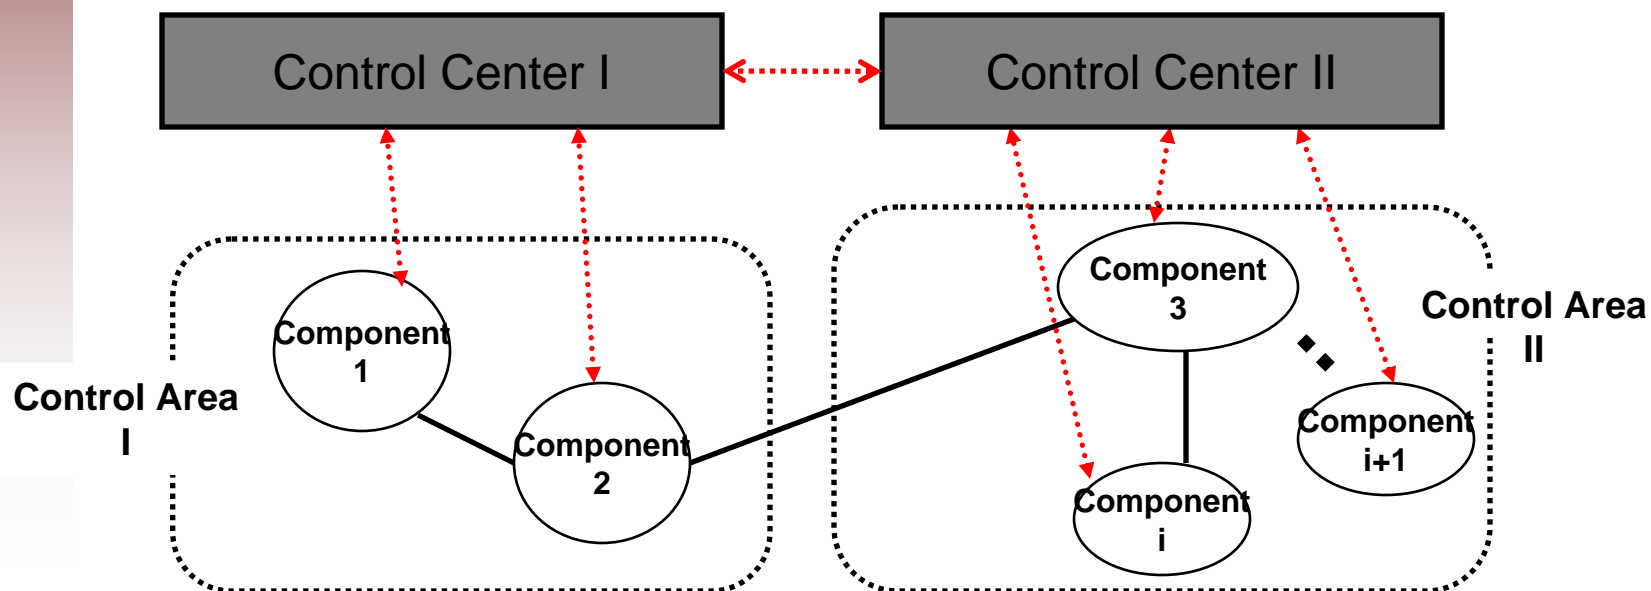 Control Center I
Control Center II
Component
1
Component
2
Control Area
I
Component
3
Component
i
Component
i+1
Control Area
II